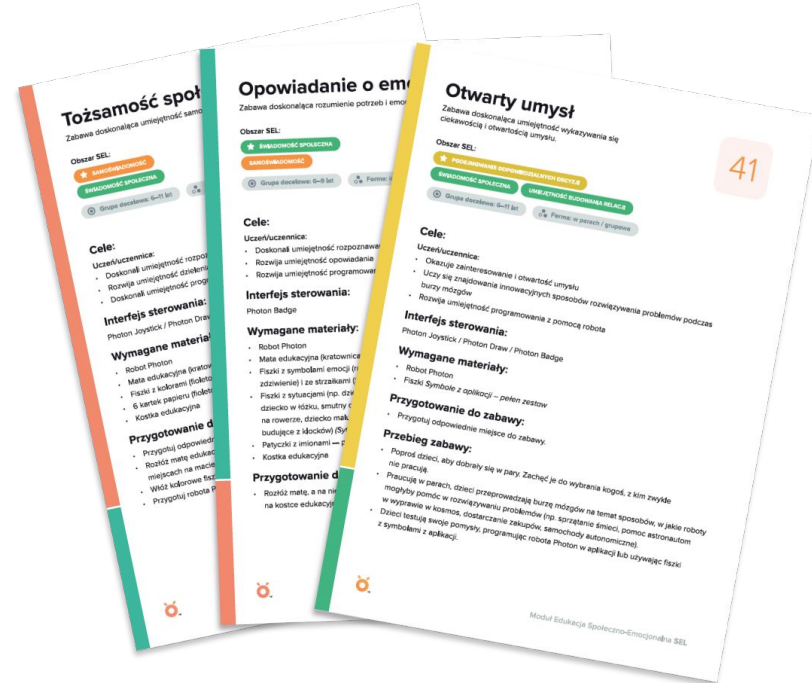 Tożsamość społ
Zabawa doskonaląca umiejętność samo
Obszar SEL:
SAMOŚWIADOMOŚĆ
ŚWIADOMOŚĆ SPOŁECZNA
Grupa docelowa: 6–11 lat
Cele:
Uczeń/uczennica:
Doskonali umiejętność rozpoz
Rozwija umiejętność dzieleni
Doskonali umiejętność prog
Interfejs sterowania:
Photon Joystick / Photon Draw
Wymagane materia
Robot Photon
Mata edukacyjna (kratow
Fiszki z kolorami (fioleto
6 kartek papieru (fiolet
Kostka edukacyjna
Przygotowanie d
Przygotuj odpowiedn
Rozłóż matę edukac
miejscach na macie
Włóż kolorowe fisz
Przygotuj robota P
Opowiadanie o emo
Zabawa doskonaląca rozumienie potrzeb i emoc
Obszar SEL:
ŚWIADOMOŚĆ SPOŁECZNA
SAMOŚWIADOMOŚĆ
Grupa docelowa: 6–9 lat
Forma:
Cele:
Uczeń/uczennica:
Doskonali umiejętność rozpoznawa
Rozwija umiejętność opowiadania
Rozwija umiejętność programowan
Interfejs sterowania:
Photon Badge
Wymagane materiały:
Robot Photon
Mata edukacyjna (kratownica
Fiszki z symbolami emocji (r
zdziwienie) i ze strzałkami (
Fiszki z sytuacjami (np. dzie
dziecko w łóżku, smutny c
na rowerze, dziecko malu
budujące z klocków) (Sy
Patyczki z imionami — p
Kostka edukacyjna
Przygotowanie d
Rozłóż matę, a na nie
na kostce edukacyj
Otwarty umysł
Zabawa doskonaląca umiejętność wykazywania się
ciekawością i otwartością umysłu.
41
Obszar SEL:
PODEJMOWANIE ODPOWIEDZIALNYCH DECYZJI
ŚWIADOMOŚĆ SPOŁECZNA
UMIEJĘTNOŚĆ BUDOWANIA RELACJI
Grupa docelowa: 6–11 lat
Forma: w parach / grupowa
Cele:
Uczeń/uczennica:
Okazuje zainteresowanie i otwartość umysłu
Uczy się znajdowania innowacyjnych sposobów rozwiązywania problemów podczas
burzy mózgów
Rozwija umiejętność programowania z pomocą robota
Interfejs sterowania:
Photon Joystick / Photon Draw / Photon Badge
Wymagane materiały:
Robot Photon
Fiszki Symbole z aplikacji – pełen zestaw
Przygotowanie do zabawy:
Przygotuj odpowiednie miejsce do zabawy.
Przebieg zabawy:
Poproś dzieci, aby dobrały się w pary. Zachęć je do wybrania kogoś, z kim zwykle
nie pracują.
Pracując w parach, dzieci przeprowadzają burzę mózgów na temat sposobów, w jakie roboty
mogłyby pomóc w rozwiązywaniu problemów (np. sprzątanie śmieci, pomoc astronautom
w wyprawie w kosmos, dostarczanie zakupów, samochody autonomiczne).
Dzieci testują swoje pomysły, programując robota Photon w aplikacji lub używając fiszki
z symbolami z aplikacji.
Moduł Edukacja Społeczno-Emocjonalna SEL